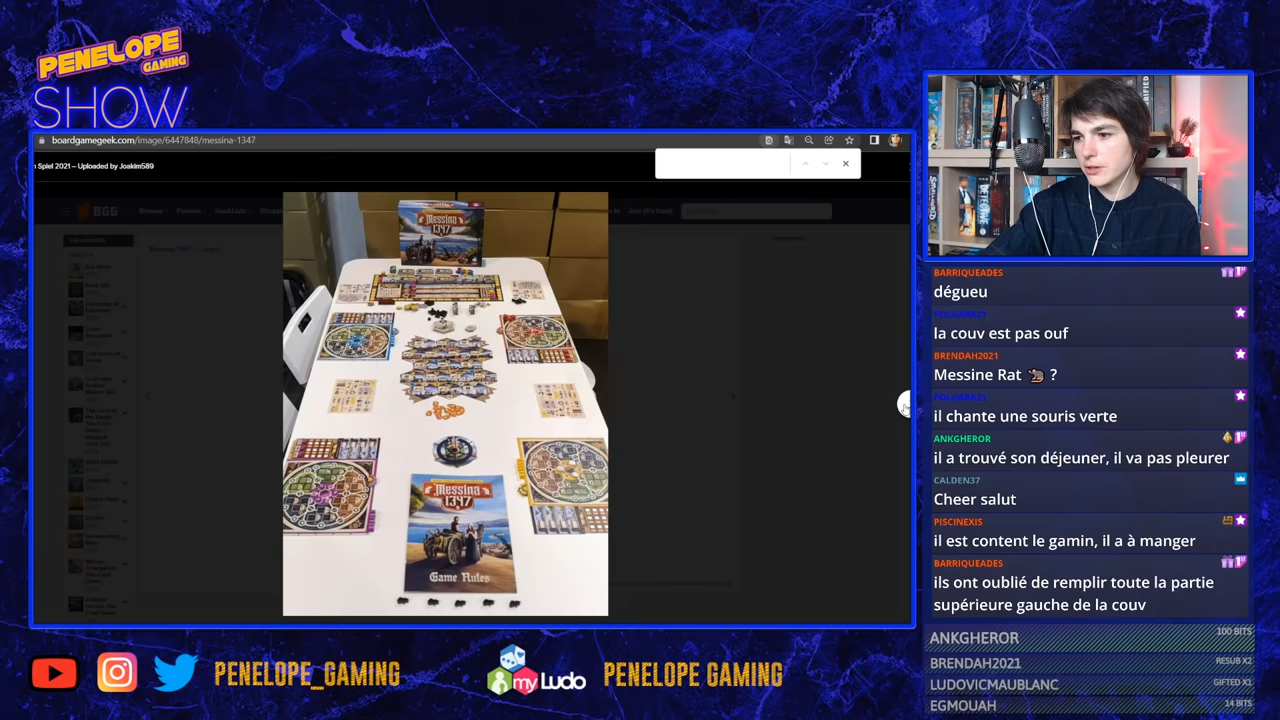 PENELOPE
GAMING
SHOW
boardgamegeek.com/image/6447848/messina-1347
Spiel 2021 – Uploaded by Joakim589
BGG
Messina
1347
Messina
1347
Game Rules
DETECTIVE
BARRIQUEADES
dégueu
POLGARA21
la couv est pas ouf
BRENDAH2021
Messine Rat 🐀 ?
POLGARA21
il chante une souris verte
ANKGHEROR
il a trouvé son déjeuner, il va pas pleurer
CALDEN37
Cheer salut
PISCINEXIS
il est content le gamin, il a à manger
BARRIQUEADES
ils ont oublié de remplir toute la partie
supérieure gauche de la couv
ANKGHEROR 100 BITS
BRENDAH2021 RESUB X2
LUDOVICMAUBLANC GIFTED X1
EGMOUAH 14 BITS
PENELOPE_GAMING
myLudo
PENELOPE GAMING